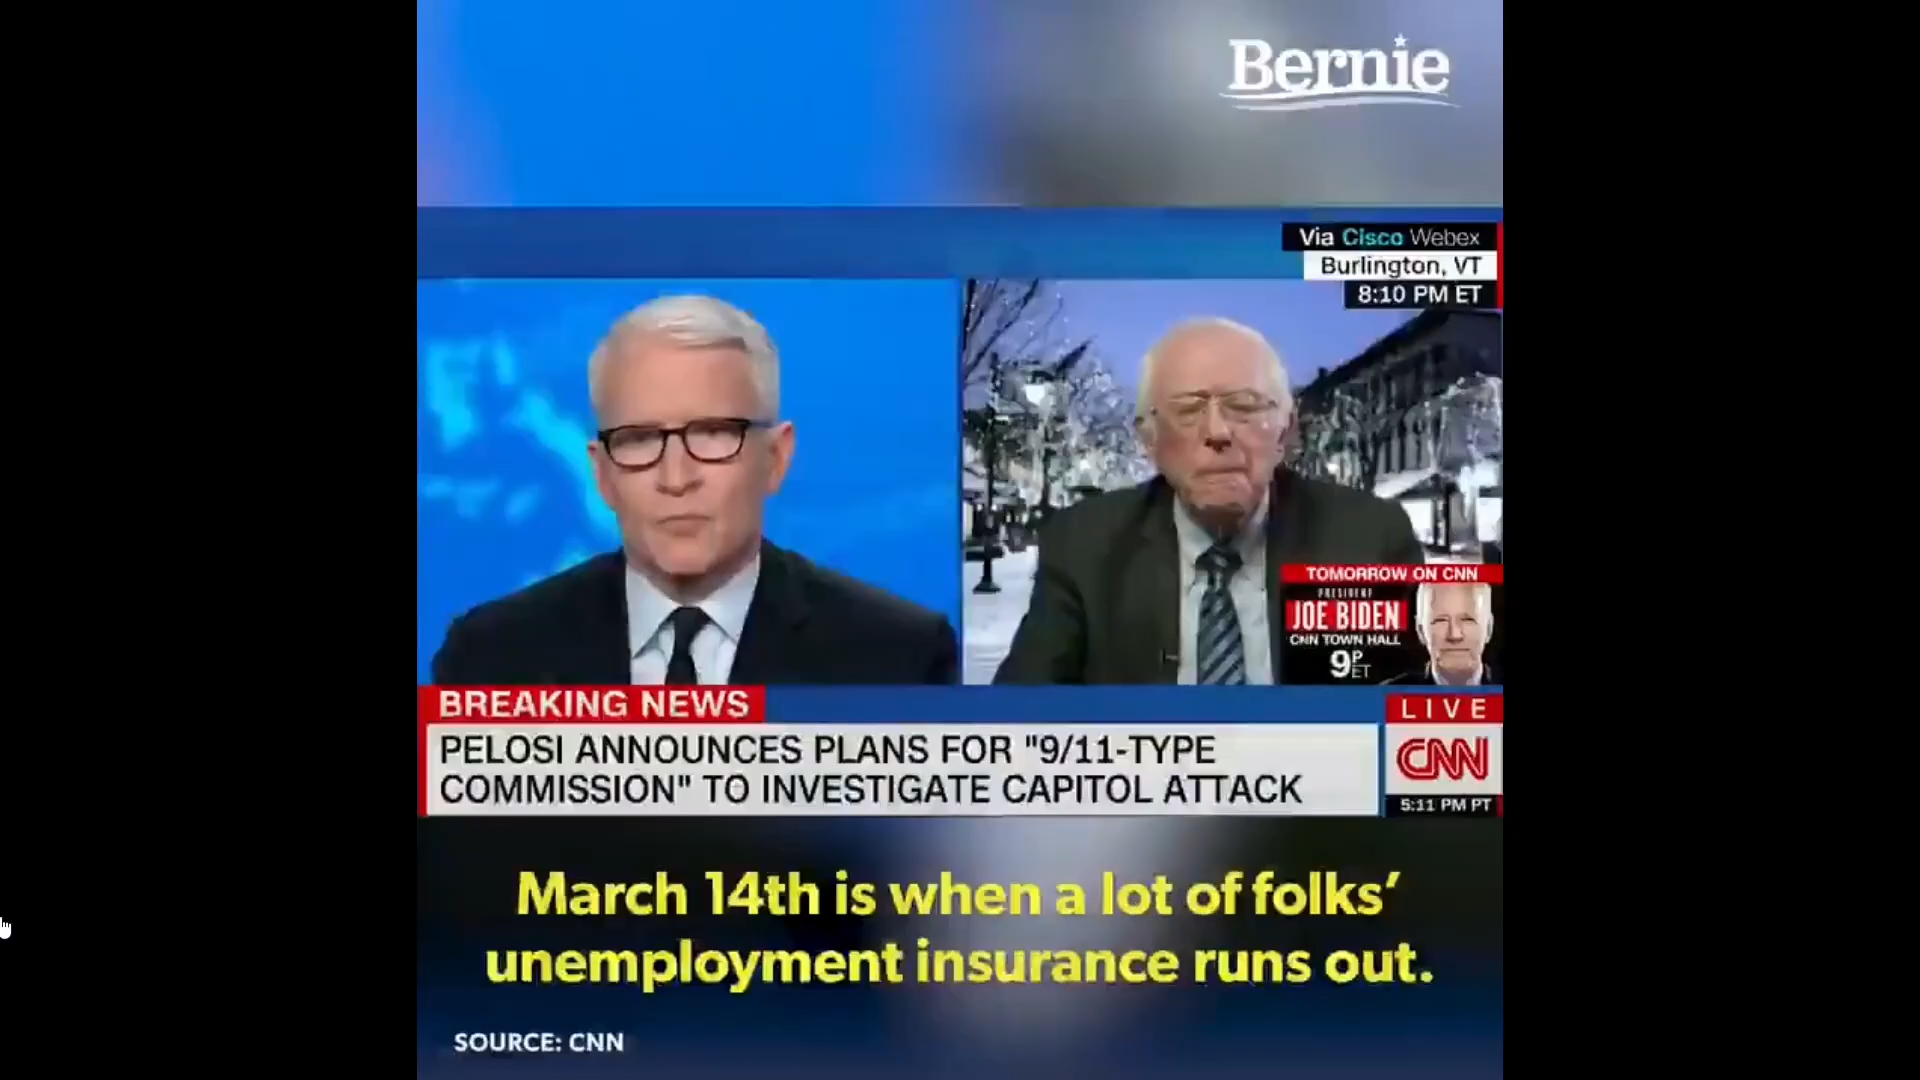 Bernie
Via Cisco Webex
Burlington, VT
8:10 PM ET
TOMORROW ON CNN
PRESIDENT
JOE BIDEN
CNN TOWN HALL
9P ET
BREAKING NEWS
PELOSI ANNOUNCES PLANS FOR "9/11-TYPE
COMMISSION" TO INVESTIGATE CAPITOL ATTACK
LIVE
CNN
5:11 PM PT
March 14th is when a lot of folks’
unemployment insurance runs out.
SOURCE: CNN